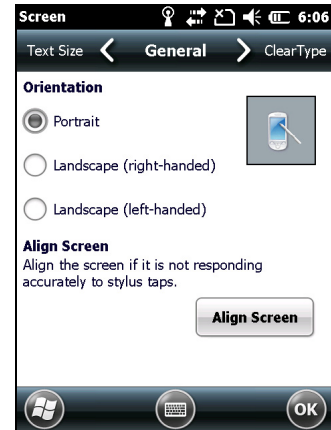 Screen 6:06
Text Size General ClearType
Orientation
Portrait
Landscape (right-handed)
Landscape (left-handed)
Align Screen
Align the screen if it is not responding
accurately to stylus taps.
Align Screen
OK